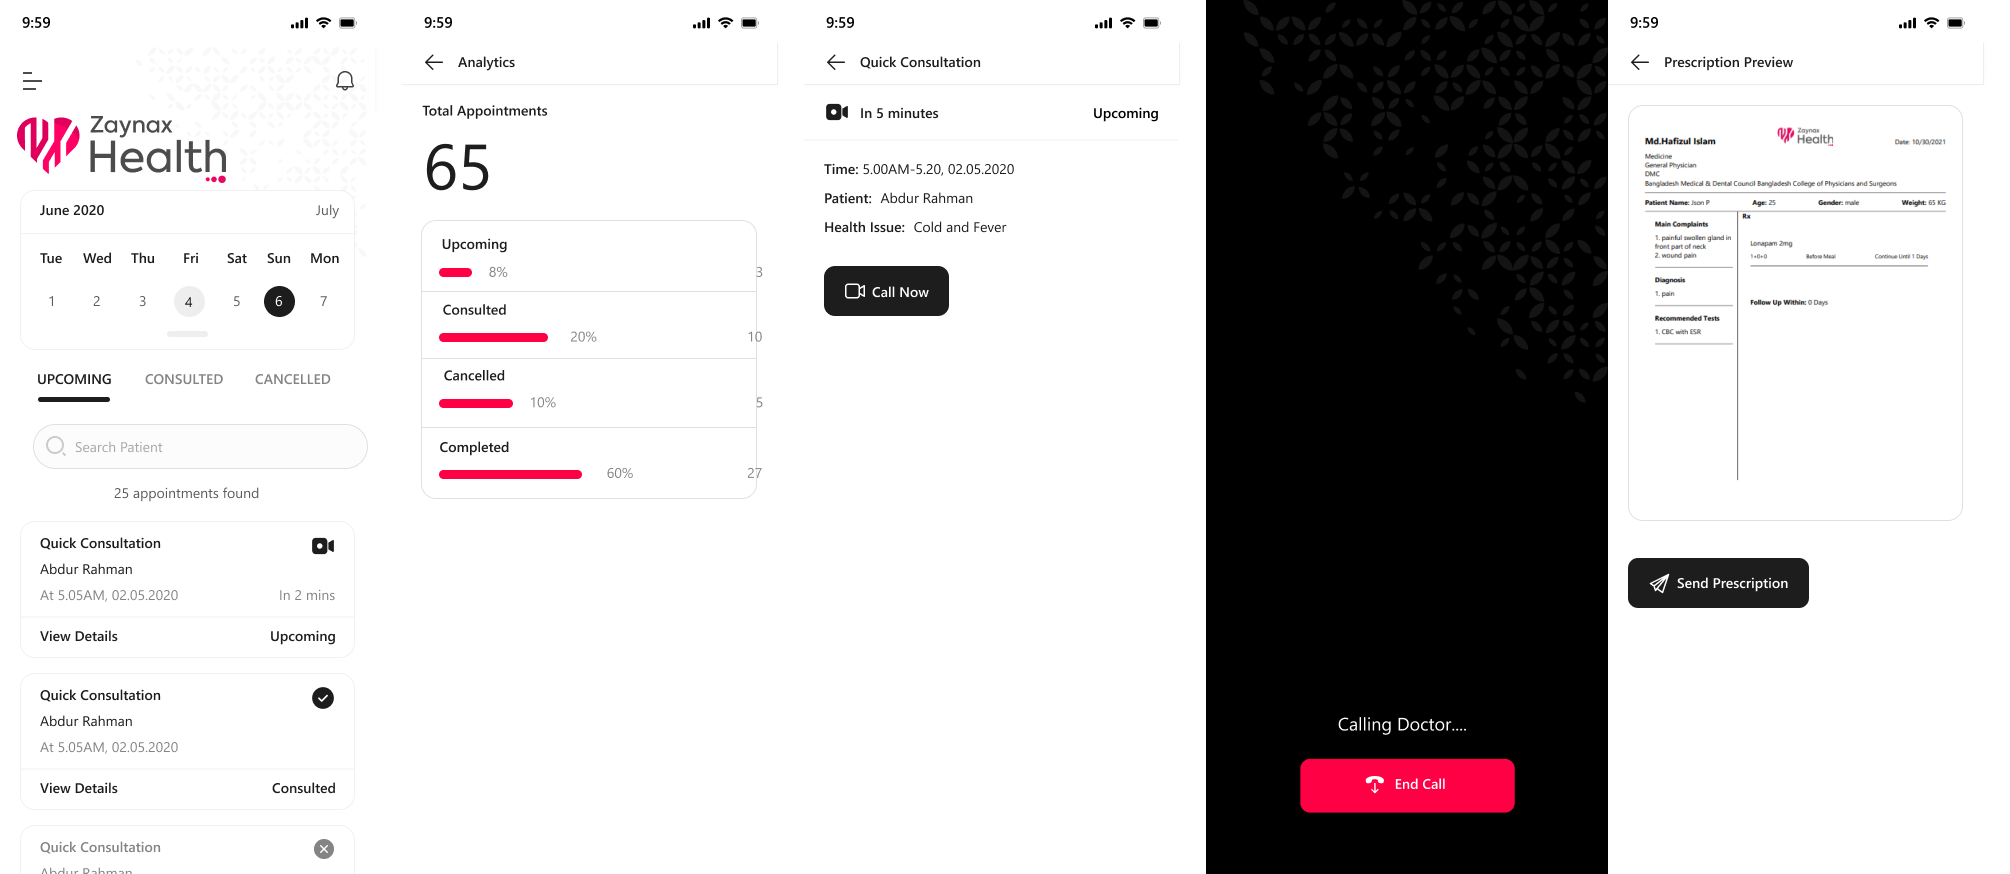 9:59
Zaynax
Health
June 2020 July
Tue Wed Thu Fri Sat Sun Mon
1 2 3 4 5 6 7
UPCOMING CONSULTED CANCELLED
Search Patient
25 appointments found
Quick Consultation
Abdur Rahman
At 5.05AM, 02.05.2020 In 2 mins
View Details Upcoming
Quick Consultation
Abdur Rahman
At 5.05AM, 02.05.2020
View Details Consulted
Quick Consultation
Abdur Rahman
9:59
Analytics
Total Appointments
65
Upcoming
8% 3
Consulted
20% 10
Cancelled
10% 5
Completed
60% 27
9:59
Quick Consultation
In 5 minutes Upcoming
Time: 5.00AM-5.20, 02.05.2020
Patient: Abdur Rahman
Health Issue: Cold and Fever
Call Now
Calling Doctor....
End Call
9:59
Prescription Preview
Zaynax
Health
Md.Hafizul Islam Date: 10/30/2021
Medicine
General Physician
DMC
Bangladesh Medical & Dental Council Bangladesh College of Physicians and Surgeons
Patient Name: Json P Age: 25 Gender: male Weight: 65 KG
Main Complaints
1. painful swollen gland in
front part of neck
2. wound pain
Diagnosis
1. pain
Recommended Tests
1. CBC with ESR
Rx
Lonapam 2mg
1+0+0 Before Meal Continue Until 1 Days
Follow Up Within: 0 Days
Send Prescription